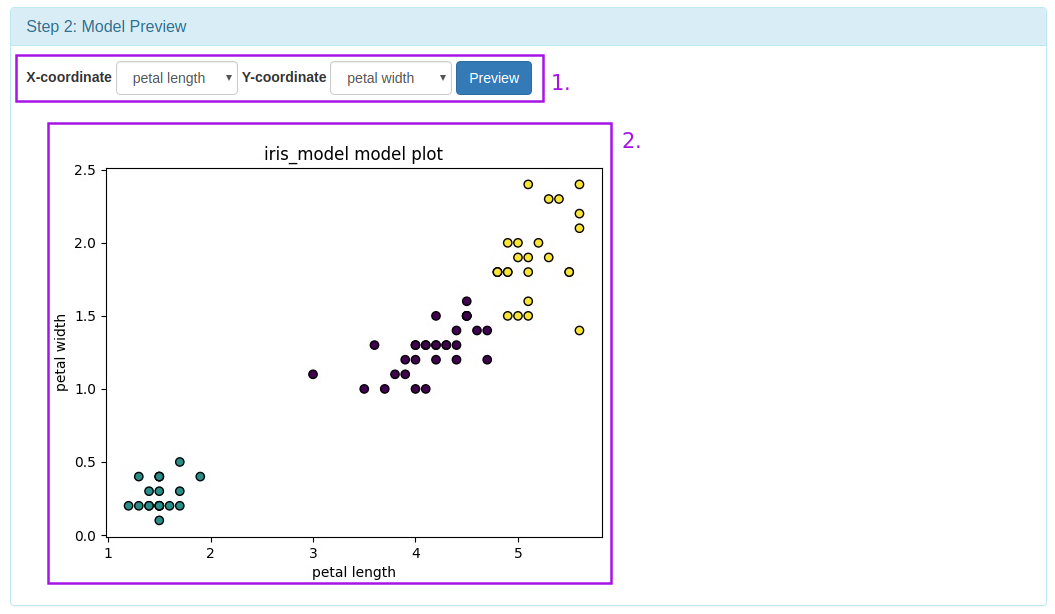 Step 2: Model Preview
X-coordinate petal length Y-coordinate petal width Preview
1.
2.
iris_model model plot
2.5
2.0
1.5
1.0
0.5
0.0
petal width
1 2 3 4 5
petal length